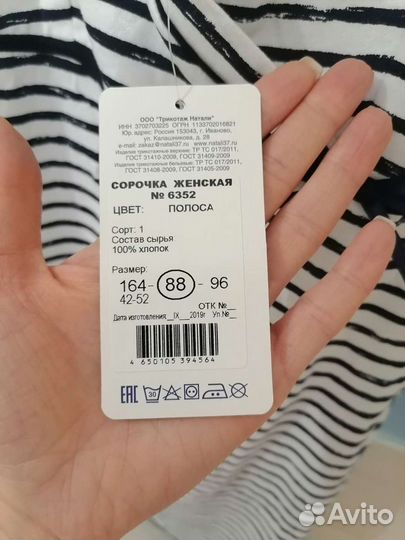 ООО "Трикотаж Натали"
ИНН 3702703225 ОГРН 1133702016821
Юр. адрес: Россия 153043, г. Иваново,
ул. Калашникова, д. 28
e-mail: zakaz@natali37.ru www.natali37.ru
Изделия трикотажные верхние: ТР ТС 017/2011,
ГОСТ 31410-2009, ГОСТ 31409-2009
Изделия трикотажные бельевые: ТР ТС 017/2011,
ГОСТ 31408-2009, ГОСТ 31405-2009
СОРОЧКА ЖЕНСКАЯ
№ 6352
ЦВЕТ: ПОЛОСА
Сорт: 1
Состав сырья
100% хлопок
Размер:
164- 88 - 96
42-52
ОТК №__
Дата изготовления:__IX___2019г Уп.№__
4 650105 394564
EAC 30
Avito